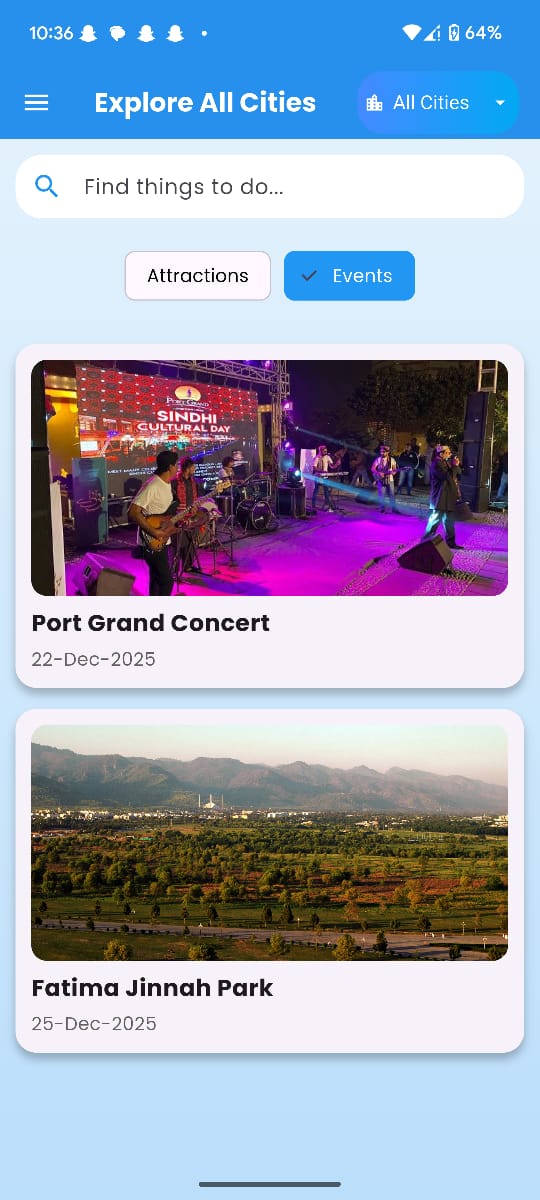 10:36
64%
Explore All Cities
All Cities
Find things to do...
Attractions
Events
PORT GRAND
SINDHI
CULTURAL DAY
Port Grand Concert
22-Dec-2025
Fatima Jinnah Park
25-Dec-2025